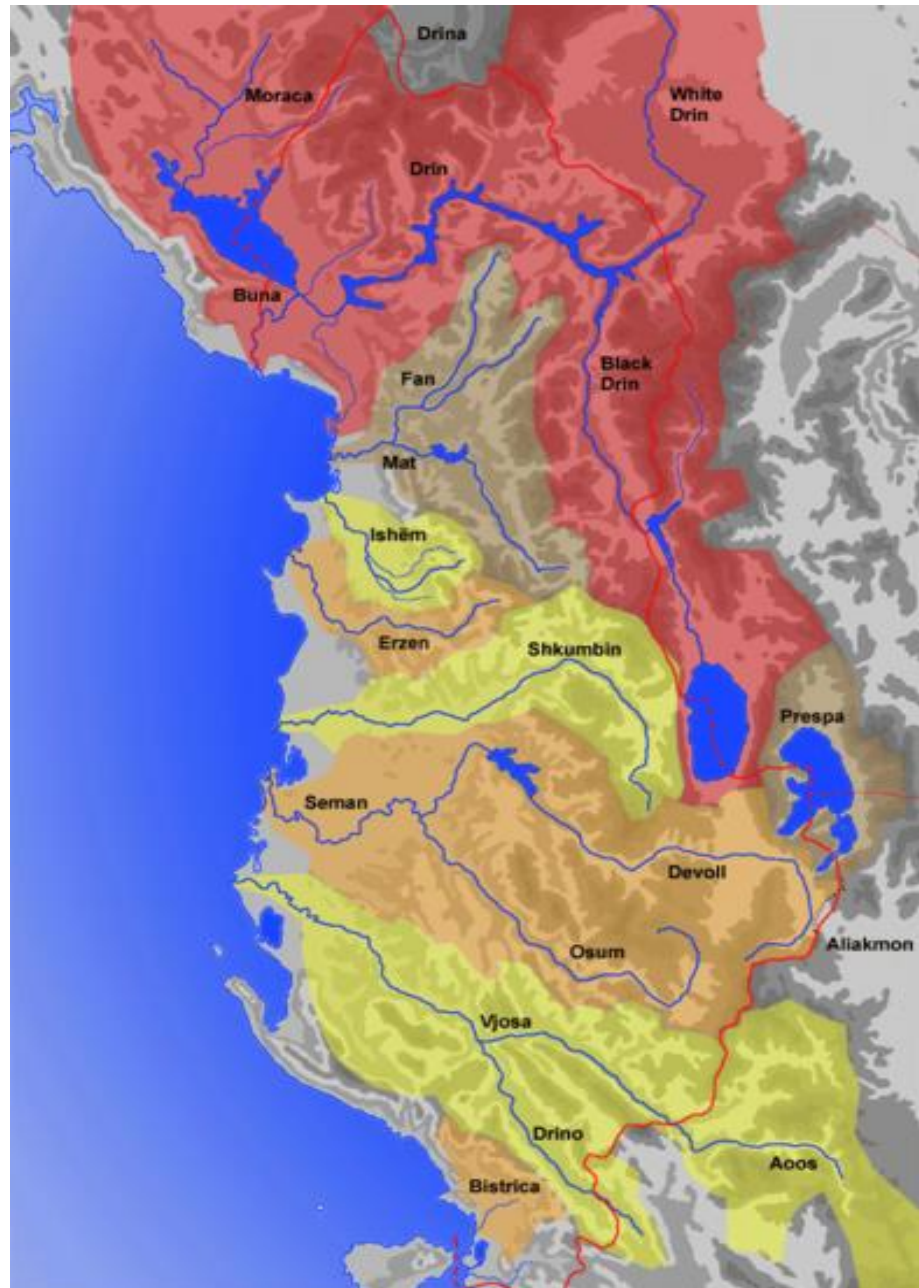 Drina
Moraca
White
Drin
Drin
Buna
Black
Drin
Fan
Mat
Ishëm
Erzen
Shkumbin
Prespa
Seman
Devoll
Osum
Aliakmon
Vjosa
Drino
Aoos
Bistrica